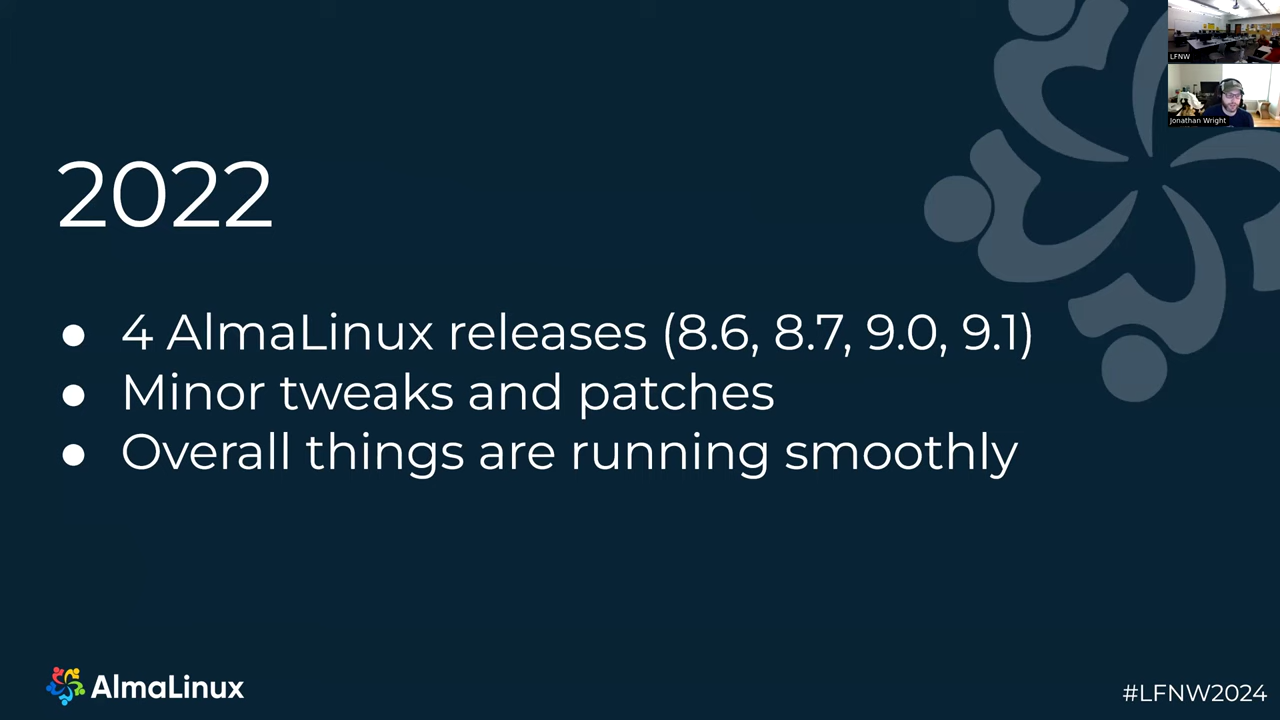 LFNW
Jonathan Wright
2022
● 4 AlmaLinux releases (8.6, 8.7, 9.0, 9.1)
● Minor tweaks and patches
● Overall things are running smoothly
AlmaLinux
#LFNW2024